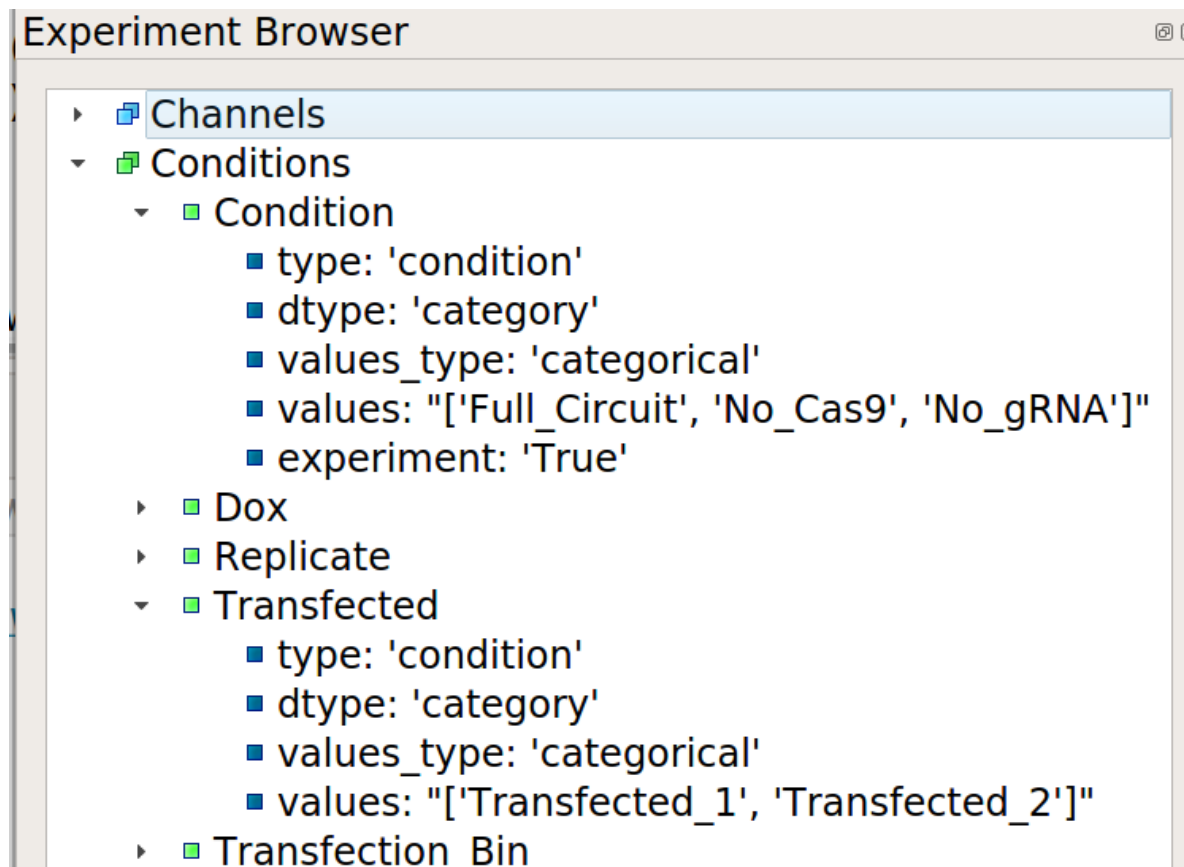 Experiment Browser
Channels
Conditions
Condition
type: 'condition'
dtype: 'category'
values_type: 'categorical'
values: "['Full_Circuit', 'No_Cas9', 'No_gRNA']"
experiment: 'True'
Dox
Replicate
Transfected
type: 'condition'
dtype: 'category'
values_type: 'categorical'
values: "['Transfected_1', 'Transfected_2']"
Transfection_Bin